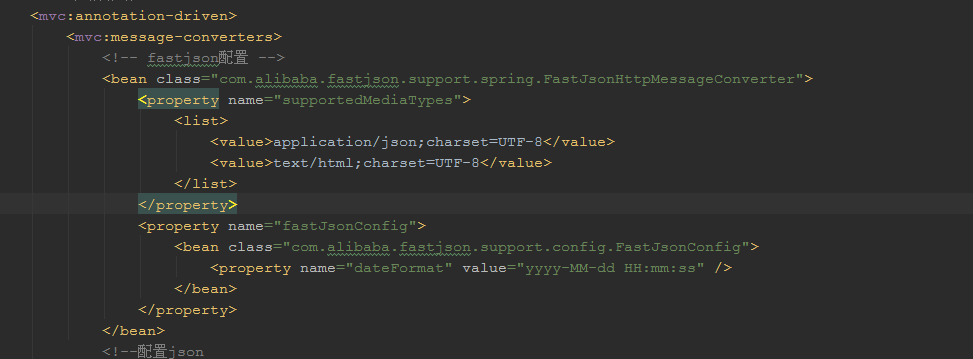 <mvc:annotation-driven>
<mvc:message-converters>
<!-- fastjson配置 -->
<bean class="com.alibaba.fastjson.support.spring.FastJsonHttpMessageConverter">
<property name="supportedMediaTypes">
<list>
<value>application/json;charset=UTF-8</value>
<value>text/html;charset=UTF-8</value>
</list>
</property>
<property name="fastJsonConfig">
<bean class="com.alibaba.fastjson.support.config.FastJsonConfig">
<property name="dateFormat" value="yyyy-MM-dd HH:mm:ss" />
</bean>
</property>
</bean>
<!--配置json